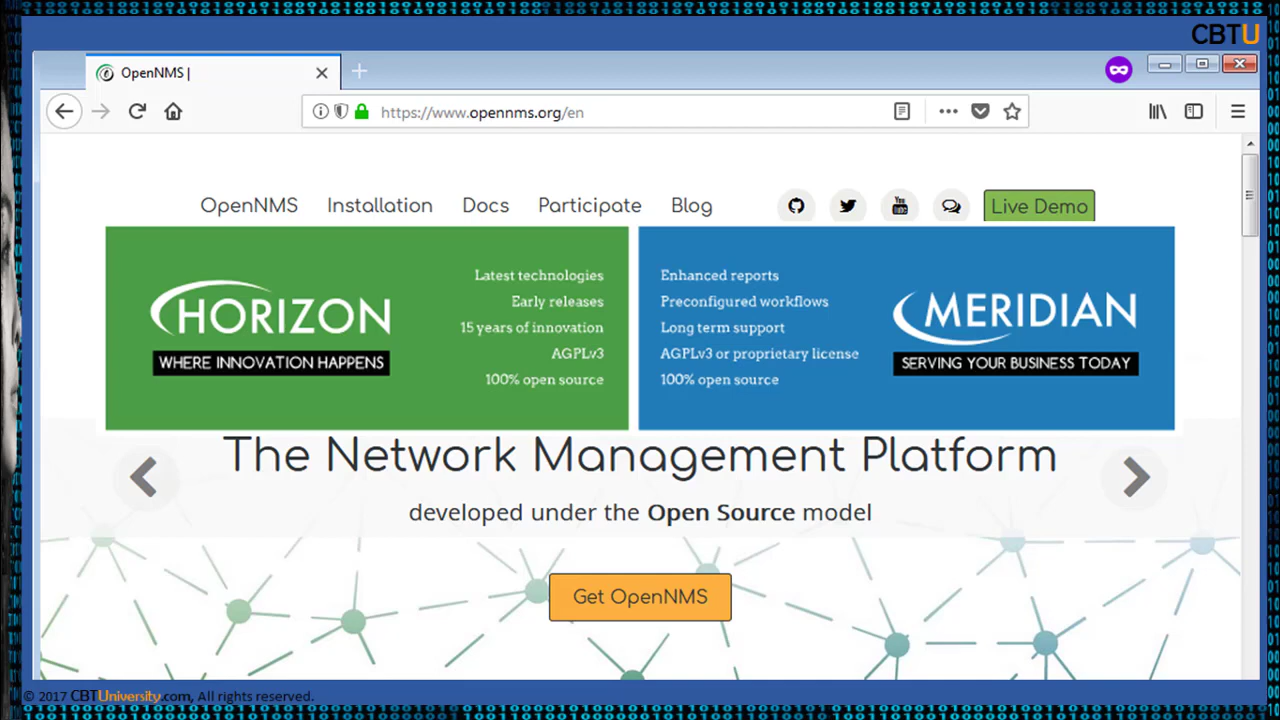 CBTU
OpenNMS |
https://www.opennms.org/en
OpenNMS Installation Docs Participate Blog Live Demo
HORIZON
WHERE INNOVATION HAPPENS
Latest technologies
Early releases
15 years of innovation
AGPLv3
100% open source
Enhanced reports
Preconfigured workflows
Long term support
AGPLv3 or proprietary license
100% open source
MERIDIAN
SERVING YOUR BUSINESS TODAY
The Network Management Platform
developed under the Open Source model
Get OpenNMS
© 2017 CBTUniversity.com, All rights reserved.